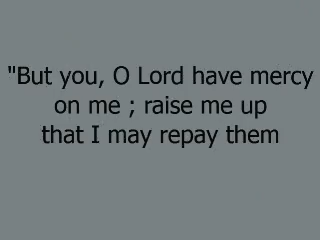 "But you, O Lord have mercy
on me ; raise me up
that I may repay them